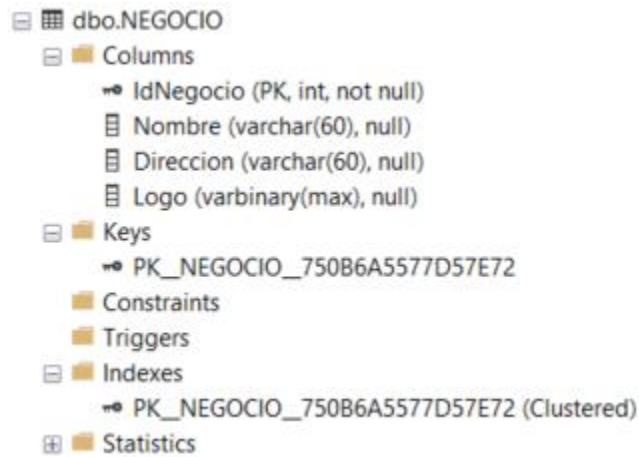 dbo.NEGOCIO
Columns
IdNegocio (PK, int, not null)
Nombre (varchar(60), null)
Direccion (varchar(60), null)
Logo (varbinary(max), null)
Keys
PK__NEGOCIO__750B6A5577D57E72
Constraints
Triggers
Indexes
PK__NEGOCIO__750B6A5577D57E72 (Clustered)
Statistics